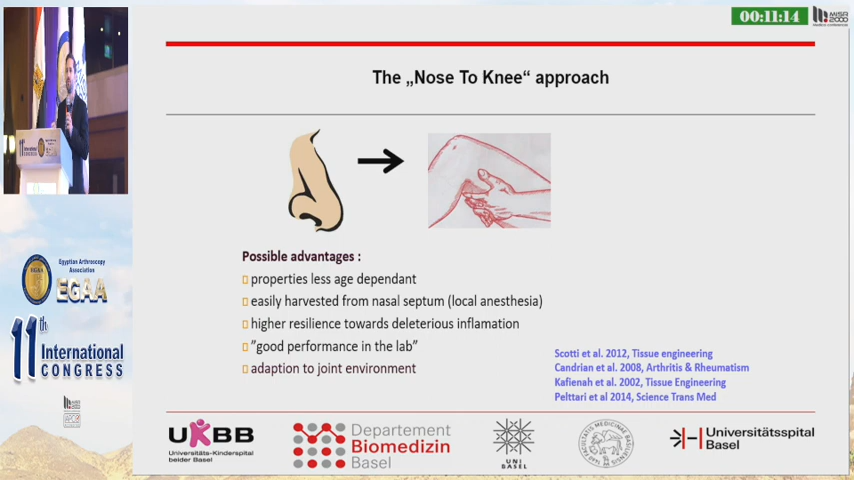 00:11:14
MISR
2000
The „Nose To Knee“ approach
Possible advantages :
properties less age dependant
easily harvested from nasal septum (local anesthesia)
higher resilience towards deleterious inflamation
”good performance in the lab”
adaption to joint environment
Scotti et al. 2012, Tissue engineering
Candrian et al. 2008, Arthritis & Rheumatism
Kafienah et al. 2002, Tissue Engineering
Pelttari et al 2014, Science Trans Med
Egyptian Arthroscopy
Association
EGAA
11th
International
CONGRESS
UKBB
Universitäts-Kinderspital
beider Basel
Departement
Biomedizin
Basel
UNI
BASEL
Universitätsspital
Basel